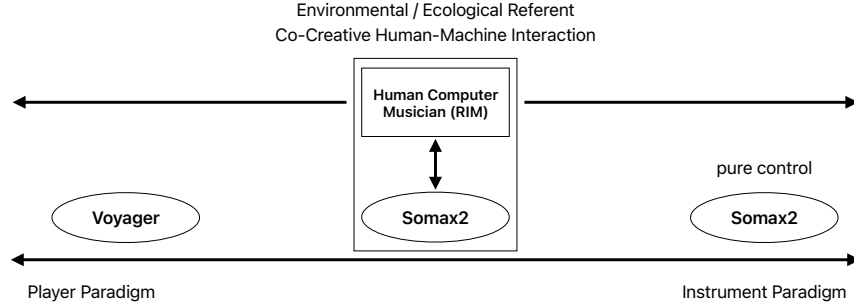 Environmental / Ecological Referent
Co-Creative Human-Machine Interaction
Human Computer
Musician (RIM)
pure control
Voyager
Somax2
Somax2
Player Paradigm
Instrument Paradigm